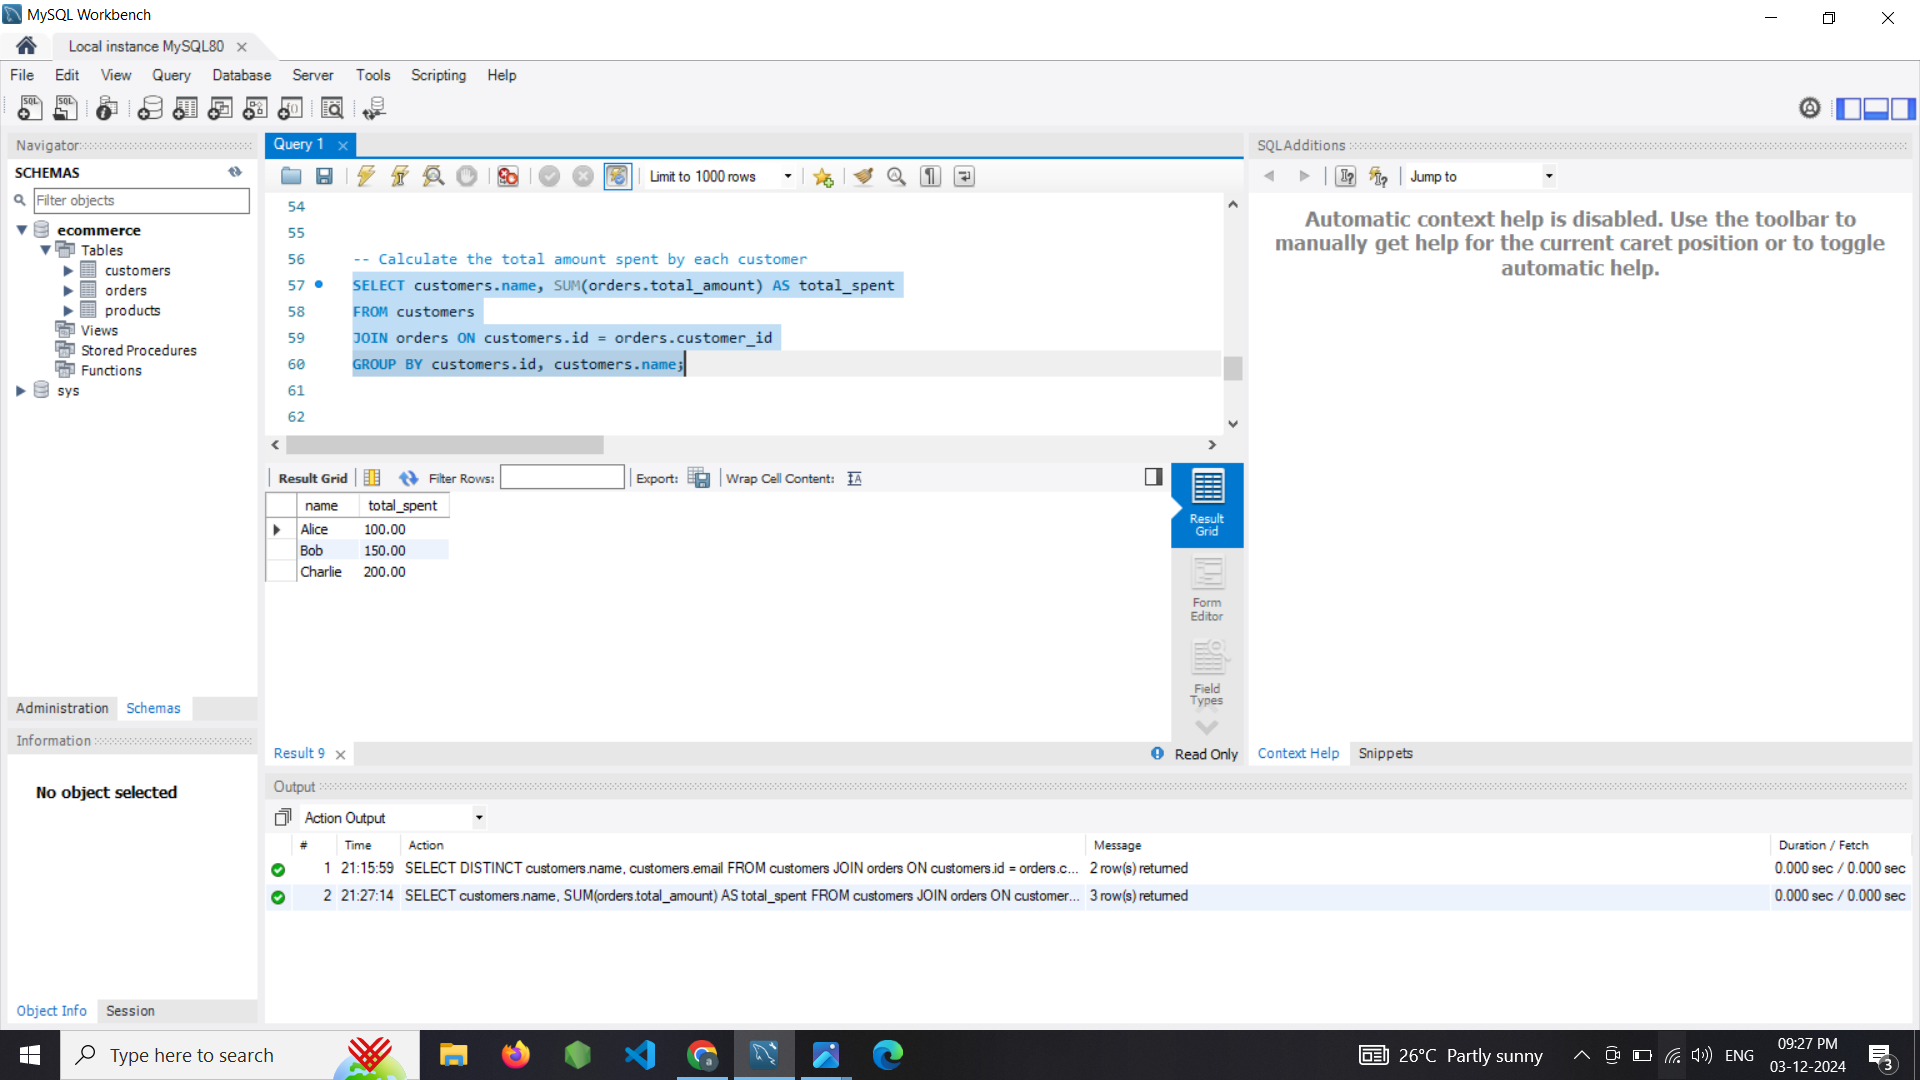 MySQL Workbench
Local instance MySQL80
File Edit View Query Database Server Tools Scripting Help
Navigator
SCHEMAS
Filter objects
ecommerce
Tables
customers
orders
products
Views
Stored Procedures
Functions
sys
Administration Schemas
Information
No object selected
Object Info Session
Query 1
Limit to 1000 rows
54
55
56 -- Calculate the total amount spent by each customer
57 SELECT customers.name, SUM(orders.total_amount) AS total_spent
58 FROM customers
59 JOIN orders ON customers.id = orders.customer_id
60 GROUP BY customers.id, customers.name;
61
62
Result Grid Filter Rows: Export: Wrap Cell Content:
name total_spent
Alice 100.00
Bob 150.00
Charlie 200.00
Result
Grid
Form
Editor
Field
Types
Result 9 Read Only
SQLAdditions
Jump to
Automatic context help is disabled. Use the toolbar to
manually get help for the current caret position or to toggle
automatic help.
Context Help Snippets
Output
Action Output
# Time Action Message Duration / Fetch
1 21:15:59 SELECT DISTINCT customers.name, customers.email FROM customers JOIN orders ON customers.id = orders.c... 2 row(s) returned 0.000 sec / 0.000 sec
2 21:27:14 SELECT customers.name, SUM(orders.total_amount) AS total_spent FROM customers JOIN orders ON customer... 3 row(s) returned 0.000 sec / 0.000 sec
Type here to search
26°C Partly sunny
ENG
09:27 PM
03-12-2024
3